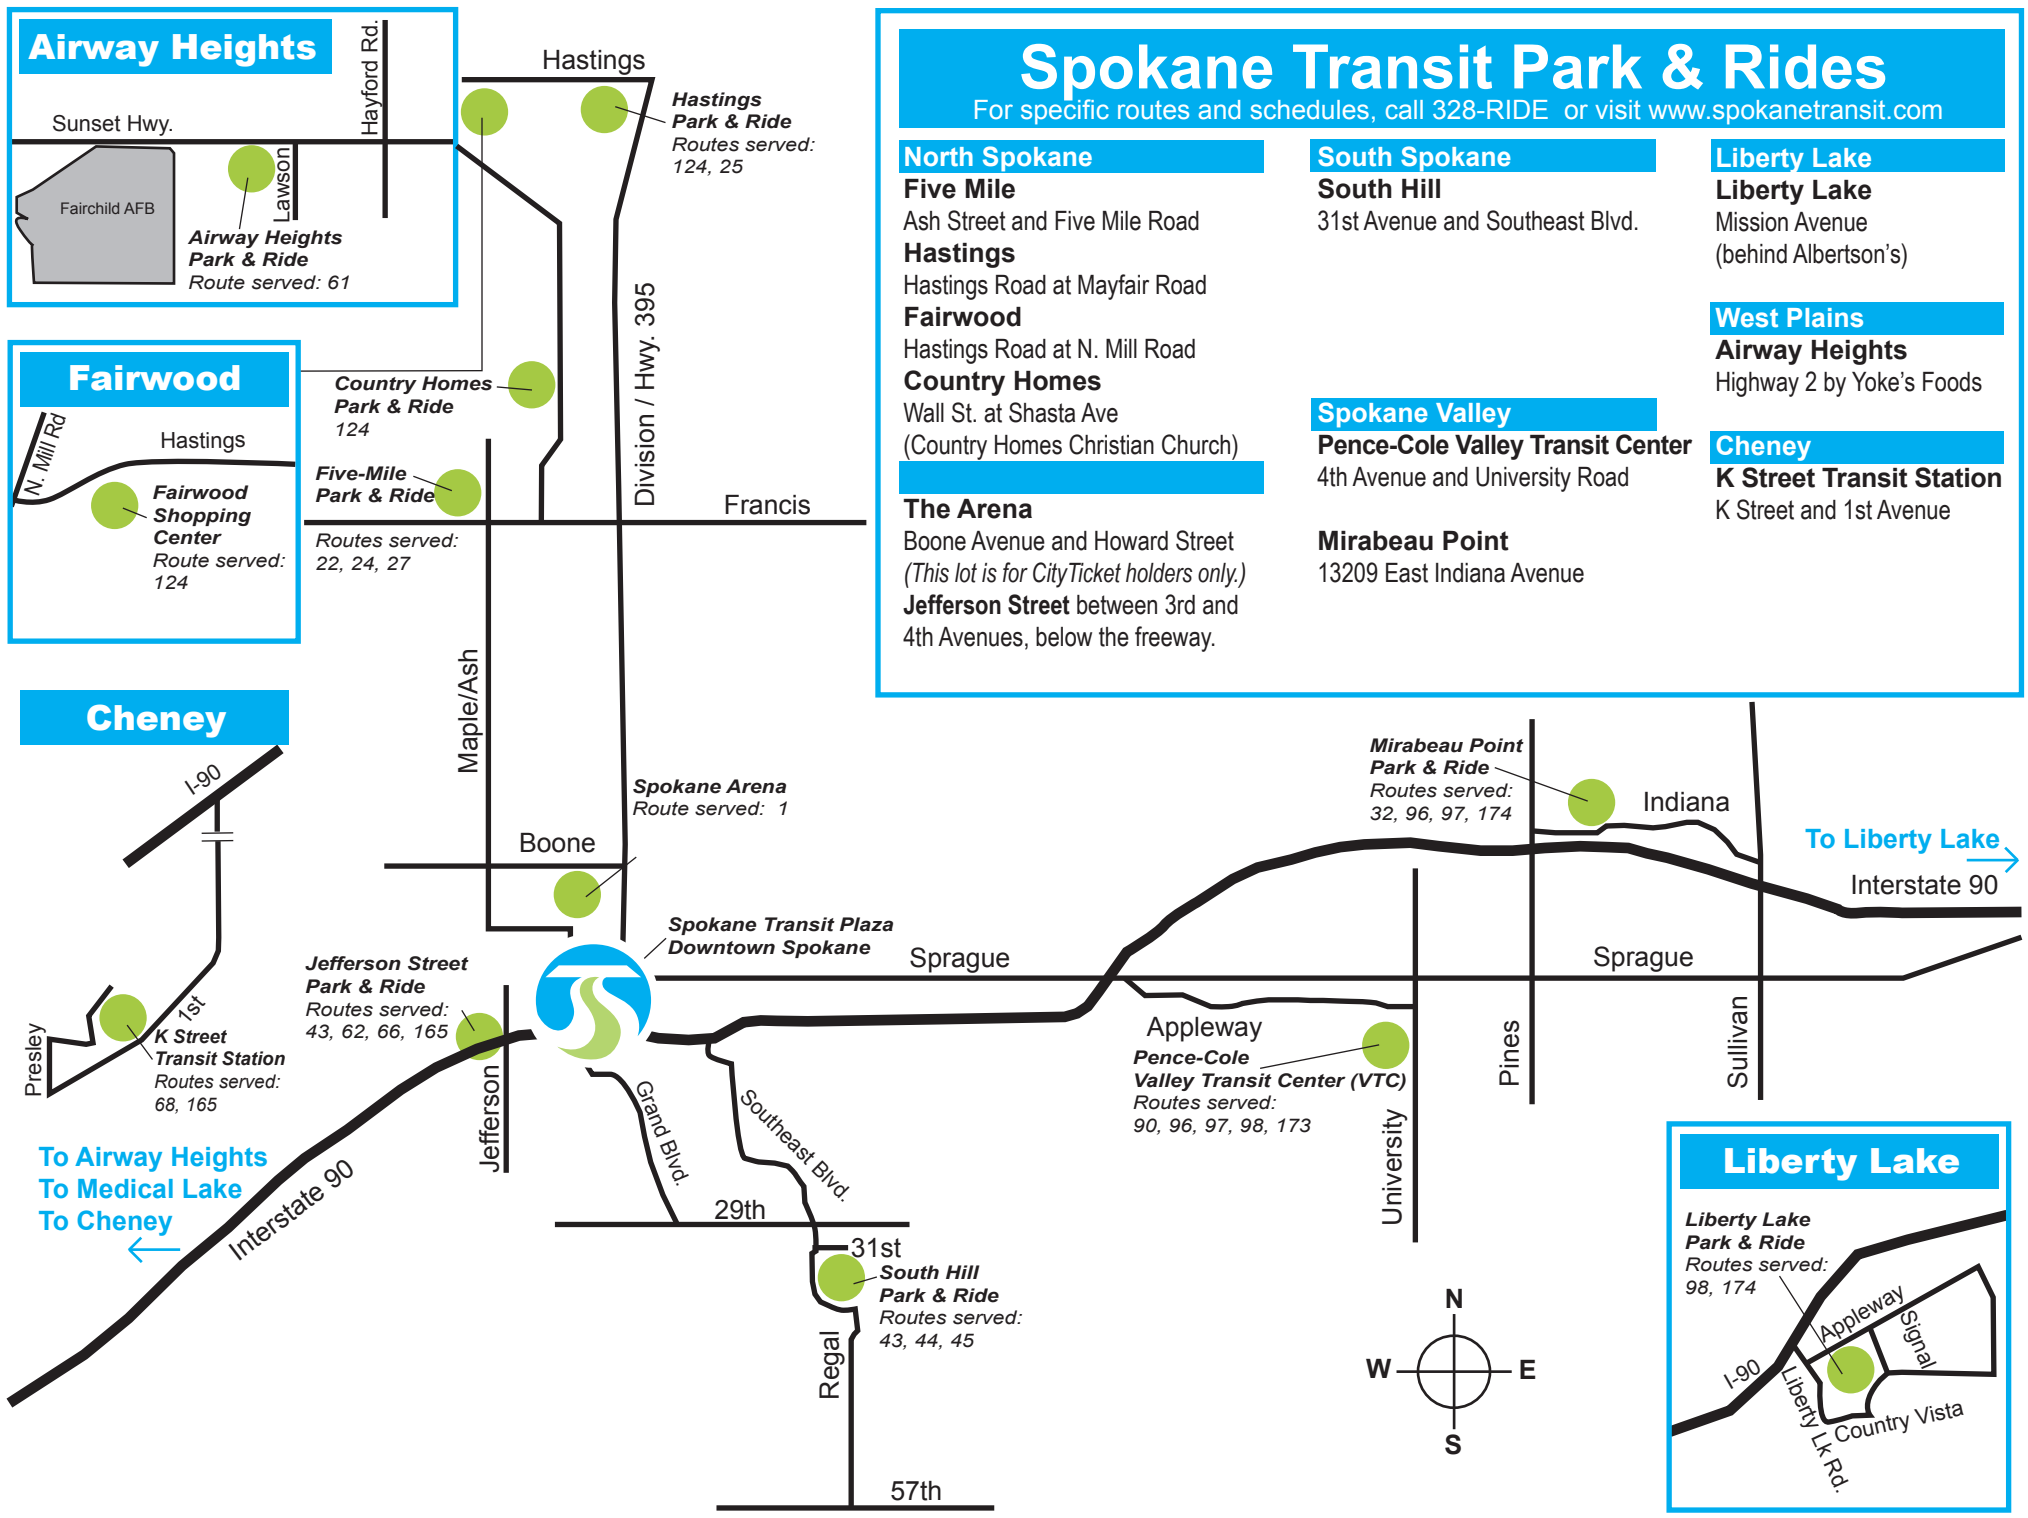 Airway Heights
Hayford Rd.
Sunset Hwy.
Lawson
Fairchild AFB
Airway Heights
Park & Ride
Route served: 61
Hastings
Hastings
Park & Ride
Routes served:
124, 25
Division / Hwy. 395
Spokane Transit Park & Rides
For specific routes and schedules, call 328-RIDE or visit www.spokanetransit.com
North Spokane
Five Mile
Ash Street and Five Mile Road
Hastings
Hastings Road at Mayfair Road
Fairwood
Hastings Road at N. Mill Road
Country Homes
Wall St. at Shasta Ave
(Country Homes Christian Church)
The Arena
Boone Avenue and Howard Street
(This lot is for CityTicket holders only.)
Jefferson Street between 3rd and
4th Avenues, below the freeway.
South Spokane
South Hill
31st Avenue and Southeast Blvd.
Spokane Valley
Pence-Cole Valley Transit Center
4th Avenue and University Road
Mirabeau Point
13209 East Indiana Avenue
Liberty Lake
Liberty Lake
Mission Avenue
(behind Albertson's)
West Plains
Airway Heights
Highway 2 by Yoke's Foods
Cheney
K Street Transit Station
K Street and 1st Avenue
Fairwood
N. Mill Rd
Hastings
Fairwood
Shopping
Center
Route served:
124
Country Homes
Park & Ride
124
Five-Mile
Park & Ride
Routes served:
22, 24, 27
Francis
Maple/Ash
Cheney
I-90
1st
Presley
K Street
Transit Station
Routes served:
68, 165
Spokane Arena
Route served: 1
Boone
Spokane Transit Plaza
Downtown Spokane
Jefferson Street
Park & Ride
Routes served:
43, 62, 66, 165
Jefferson
To Airway Heights
To Medical Lake
To Cheney
Interstate 90
Grand Blvd.
Southeast Blvd.
29th
31st
South Hill
Park & Ride
Routes served:
43, 44, 45
Regal
57th
Sprague
Appleway
Pence-Cole
Valley Transit Center (VTC)
Routes served:
90, 96, 97, 98, 173
University
Mirabeau Point
Park & Ride
Routes served:
32, 96, 97, 174
Indiana
To Liberty Lake
Interstate 90
Sprague
Pines
Sullivan
N
W
E
S
Liberty Lake
Liberty Lake
Park & Ride
Routes served:
98, 174
Appleway
Signal
I-90
Liberty Lk Rd.
Country Vista